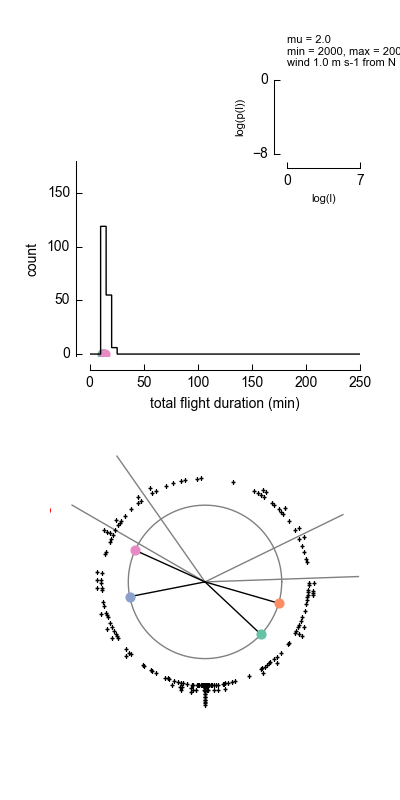 mu = 2.0
min = 2000, max = 200
wind 1.0 m s-1 from N
0
log(p(l))
−8
0 7
log(l)
150
100
50
0
count
0 50 100 150 200 250
total flight duration (min)